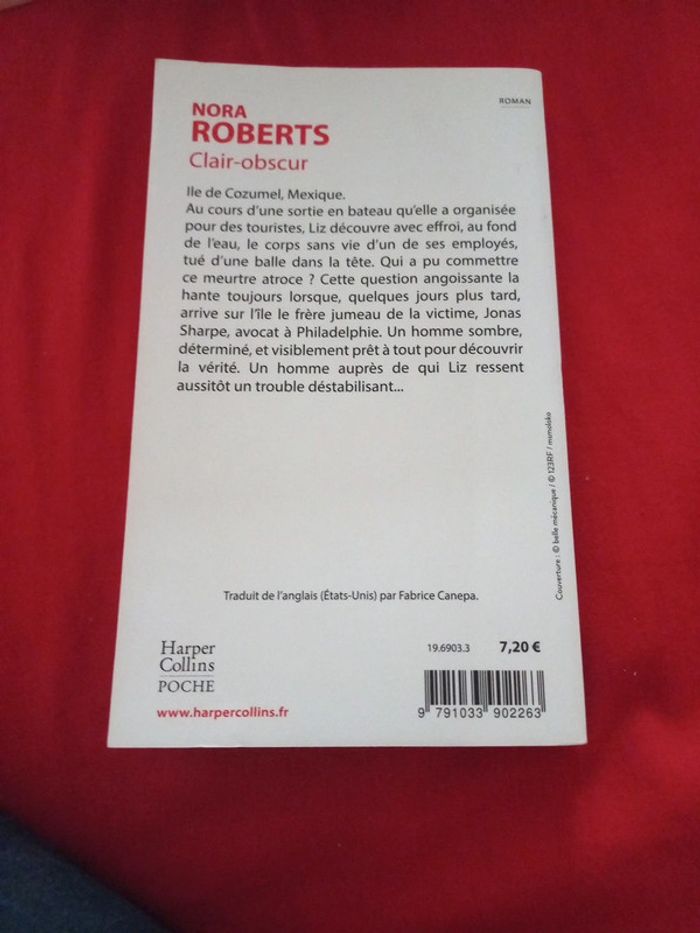 ROMAN
NORA
ROBERTS
Clair-obscur
Ile de Cozumel, Mexique.
Au cours d'une sortie en bateau qu'elle a organisée
pour des touristes, Liz découvre avec effroi, au fond
de l'eau, le corps sans vie d'un de ses employés,
tué d'une balle dans la tête. Qui a pu commettre
ce meurtre atroce ? Cette question angoissante la
hante toujours lorsque, quelques jours plus tard,
arrive sur l'île le frère jumeau de la victime, Jonas
Sharpe, avocat à Philadelphie. Un homme sombre,
déterminé, et visiblement prêt à tout pour découvrir
la vérité. Un homme auprès de qui Liz ressent
aussitôt un trouble déstabilisant...
Couverture : © belle mécanique / © 123RF / msmoloko
Traduit de l'anglais (États-Unis) par Fabrice Canepa.
Harper
Collins
POCHE
www.harpercollins.fr
19.6903.3 7,20 €
9 791033 902263